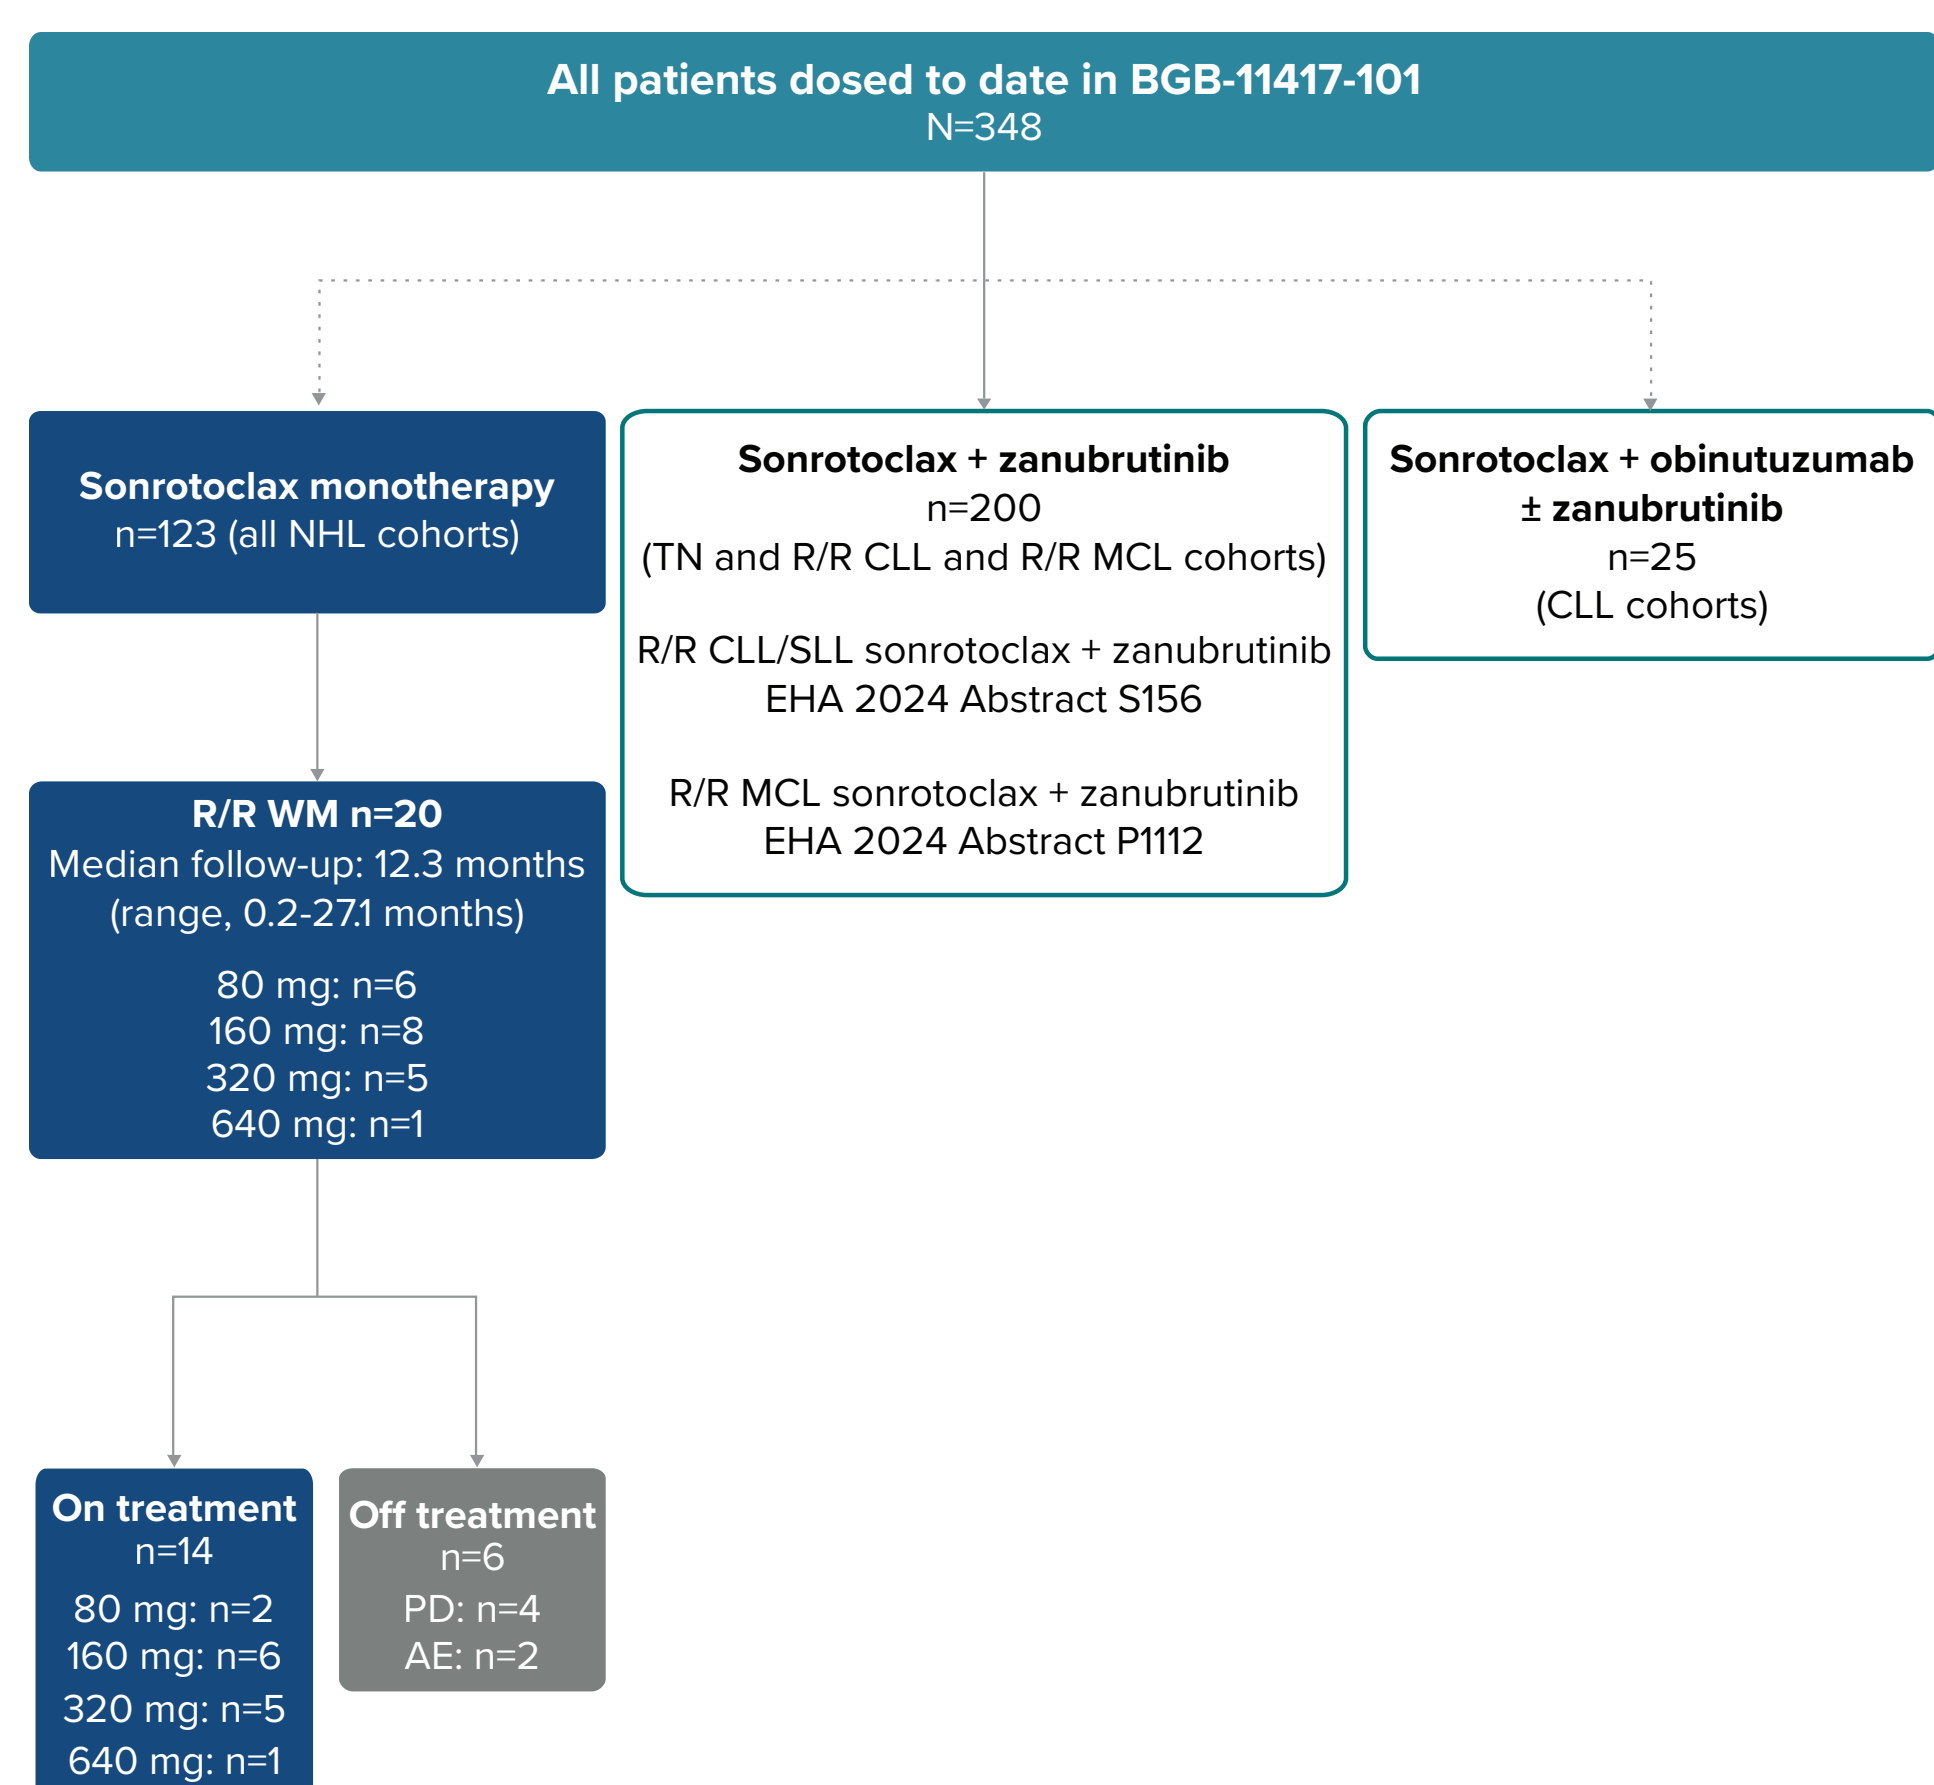 All patients dosed to date in BGB-11417-101
N=348
Sonrotoclax monotherapy
n=123 (all NHL cohorts)
Sonrotoclax + zanubrutinib
n=200
(TN and R/R CLL and R/R MCL cohorts)
R/R CLL/SLL sonrotoclax + zanubrutinib
EHA 2024 Abstract S156
R/R MCL sonrotoclax + zanubrutinib
EHA 2024 Abstract P1112
Sonrotoclax + obinutuzumab
± zanubrutinib
n=25
(CLL cohorts)
R/R WM n=20
Median follow-up: 12.3 months
(range, 0.2-27.1 months)
80 mg: n=6
160 mg: n=8
320 mg: n=5
640 mg: n=1
On treatment
n=14
80 mg: n=2
160 mg: n=6
320 mg: n=5
640 mg: n=1
Off treatment
n=6
PD: n=4
AE: n=2